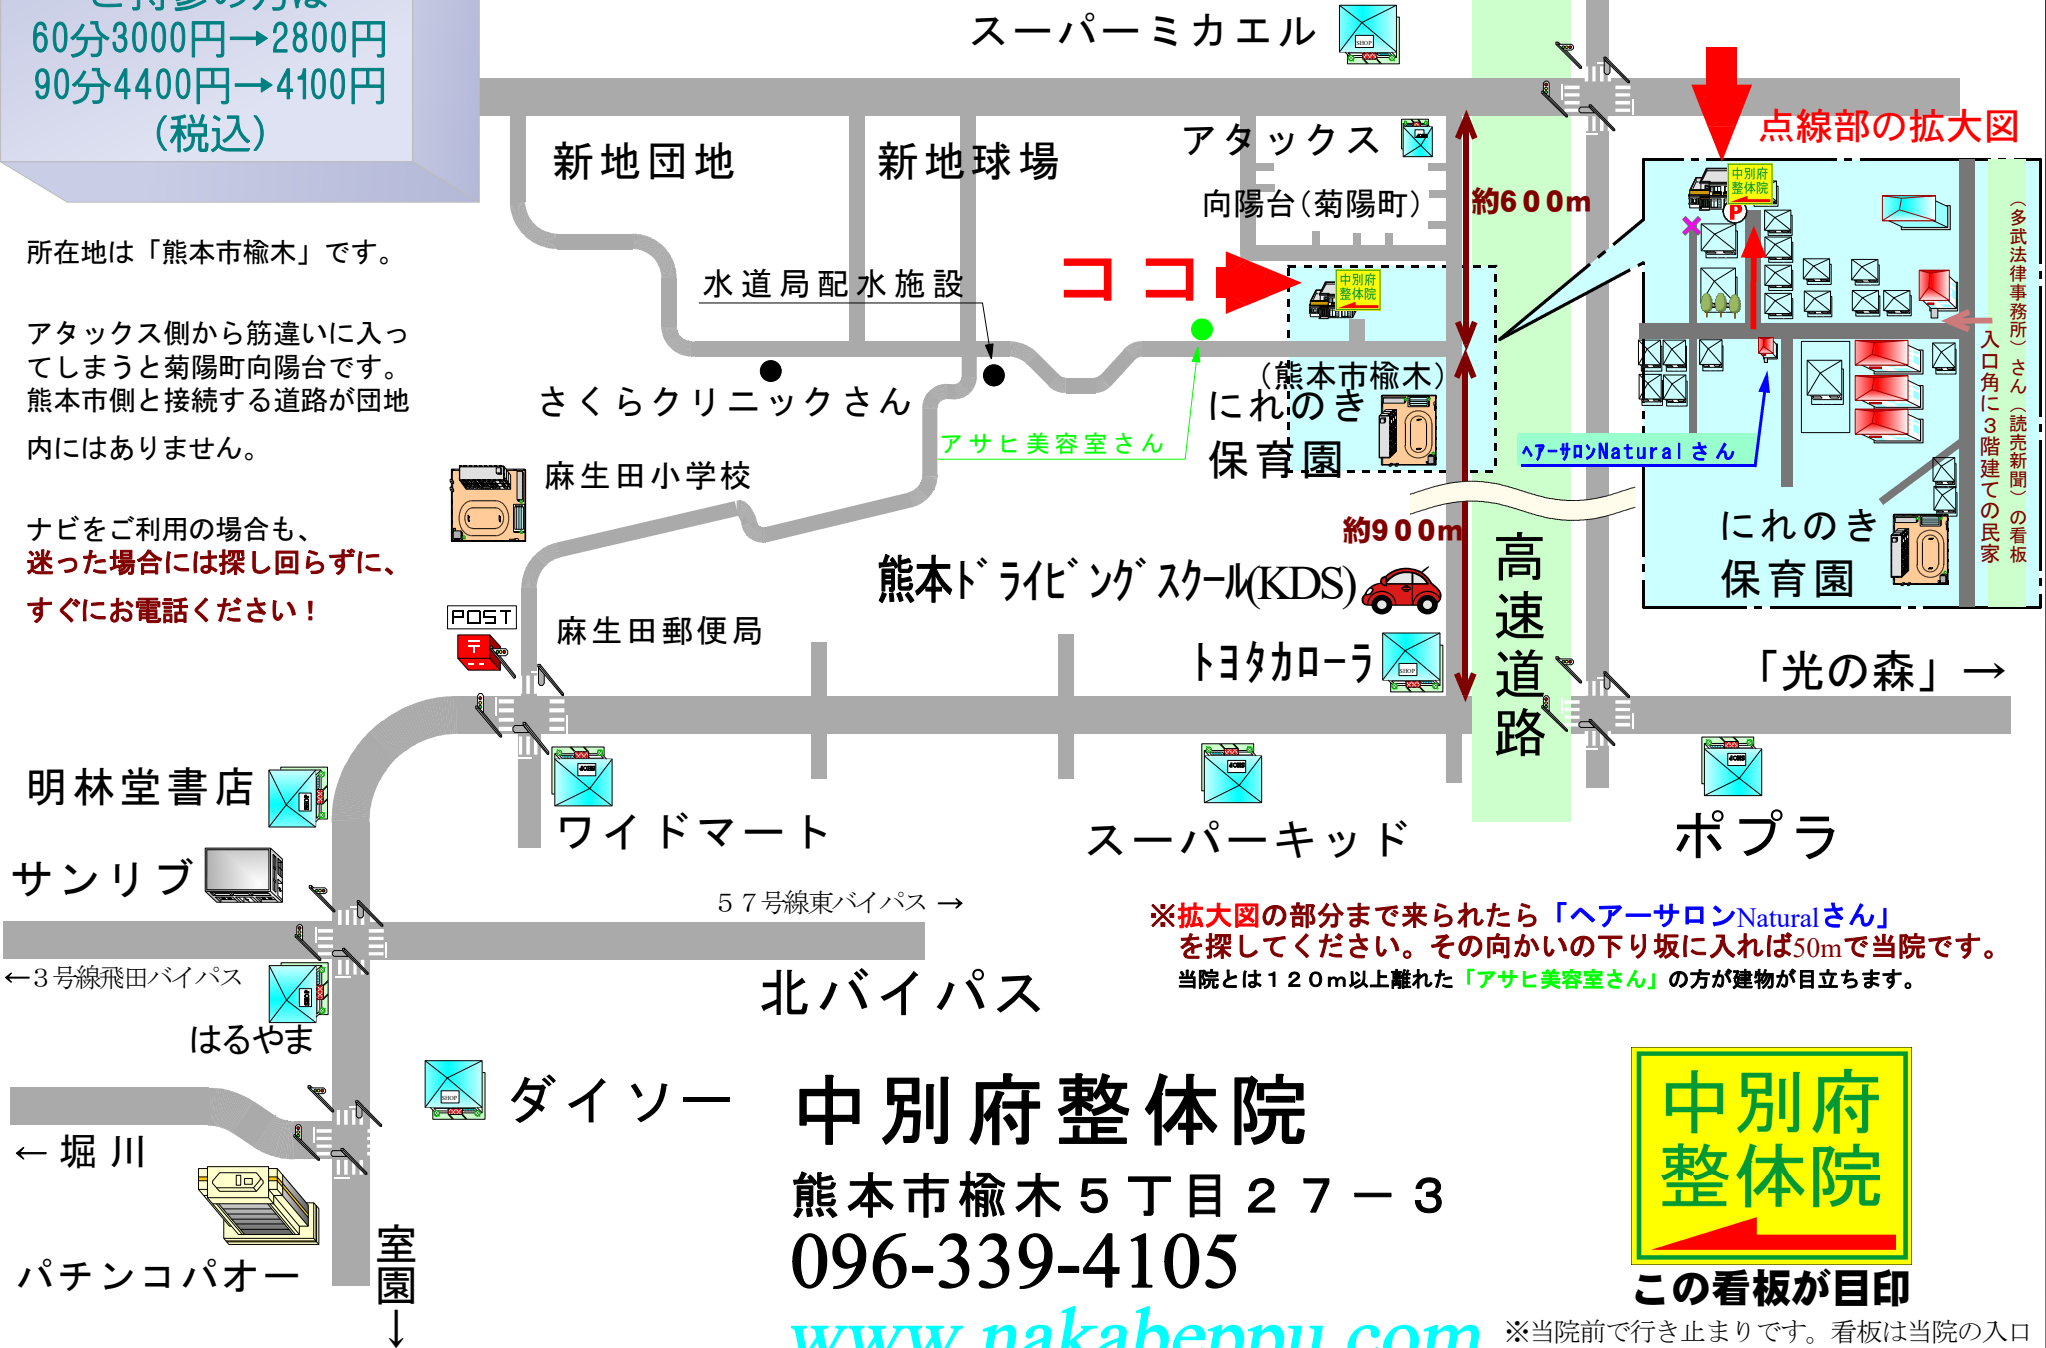 ご持参の方は
60分3000円→2800円
90分4400円→4100円
(税込)
所在地は「熊本市楡木」です。
アタックス側から筋違いに入っ
てしまうと菊陽町向陽台です。
熊本市側と接続する道路が団地
内にはありません。
ナビをご利用の場合も、
迷った場合には探し回らずに、
すぐにお電話ください！
スーパーミカエル
SHOP
新地団地
新地球場
アタックス
向陽台(菊陽町)
約600m
点線部の拡大図
中別府
整体院
P
(多武法律事務所)さん(読売新聞)の看板
入口角に３階建ての民家
水道局配水施設
ココ
中別府
整体院
さくらクリニックさん
(熊本市楡木)
にれのき
保育園
アサヒ美容室さん
ヘアーサロンNaturalさん
にれのき
保育園
麻生田小学校
約900m
高速道路
熊本ドライビングスクール(KDS)
POST
〒
麻生田郵便局
トヨタカローラ
SHOP
「光の森」→
明林堂書店
SHOP
ワイドマート
SHOP
スーパーキッド
SHOP
ポプラ
SHOP
サンリブ
５７号線東バイパス→
←３号線飛田バイパス
北バイパス
はるやま
SHOP
※拡大図の部分まで来られたら「ヘアーサロンNaturalさん」
を探してください。その向かいの下り坂に入れば50mで当院です。
当院とは１２０ｍ以上離れた「アサヒ美容室さん」の方が建物が目立ちます。
SHOP
ダイソー
←堀川
パチンコパオー
室園↓
中別府整体院
熊本市楡木５丁目２７－３
096-339-4105
www.nakabeppu.com
中別府
整体院
この看板が目印
※当院前で行き止まりです。看板は当院の入口